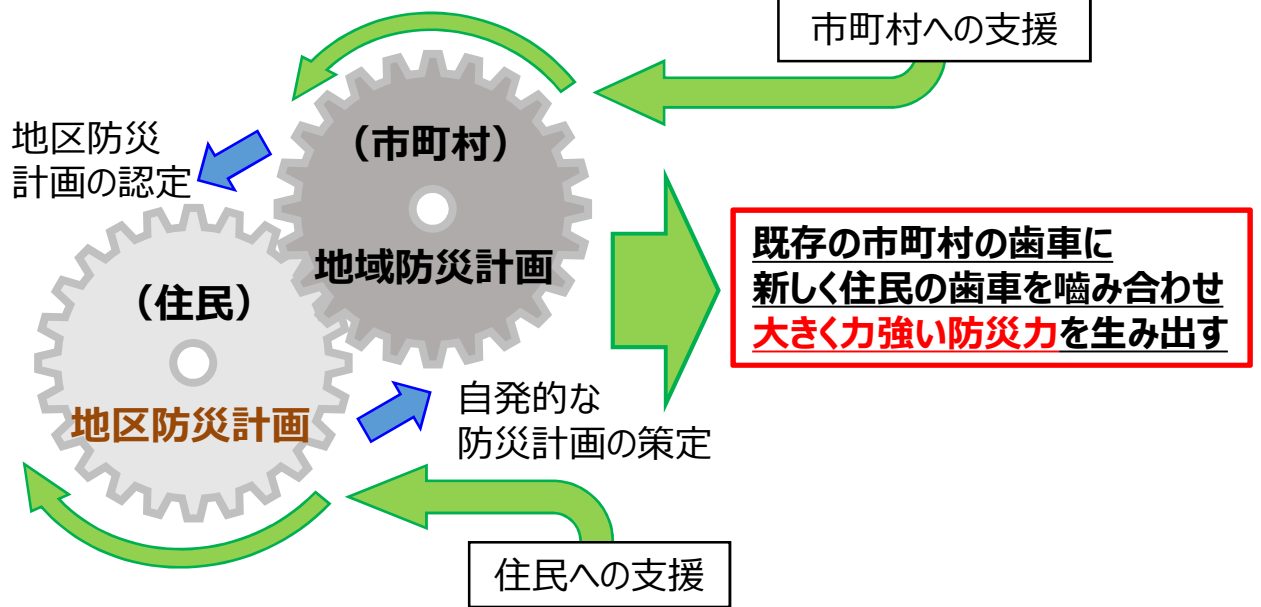 市町村への支援
地区防災
計画の認定
（市町村）
地域防災計画
既存の市町村の歯車に
新しく住民の歯車を嚙み合わせ
大きく力強い防災力を生み出す
（住民）
地区防災計画
自発的な
防災計画の策定
住民への支援